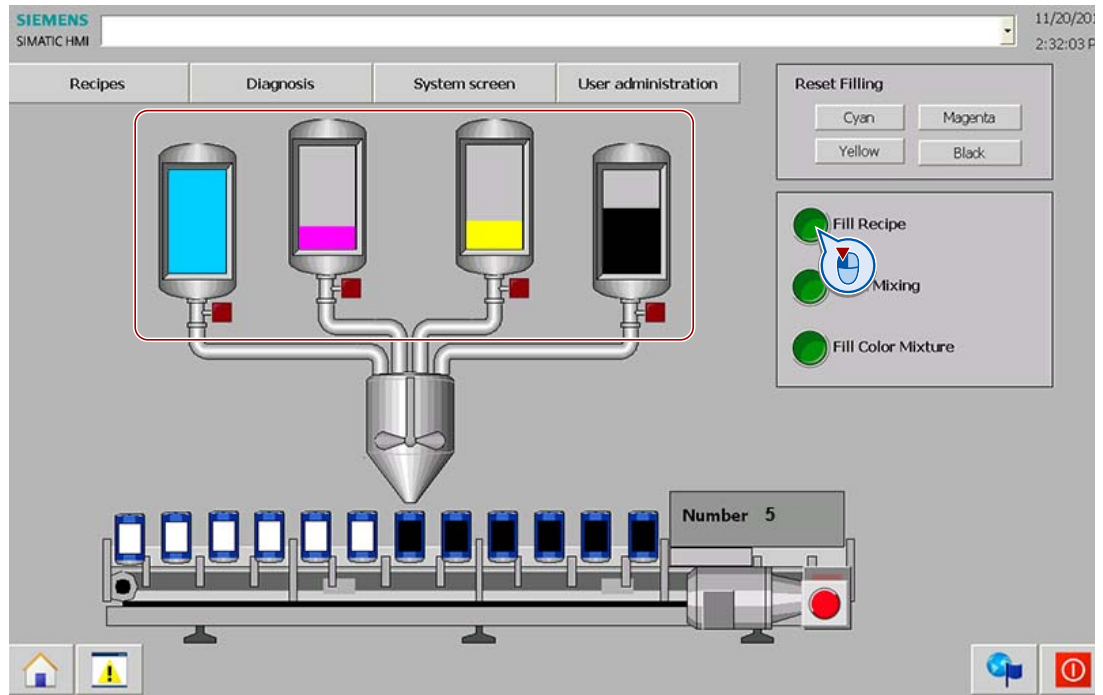 SIEMENS
SIMATIC HMI
11/20/201
2:32:03 P
Recipes
Diagnosis
System screen
User administration
Reset Filling
Cyan
Magenta
Yellow
Black
Fill Recipe
Mixing
Fill Color Mixture
Number 5